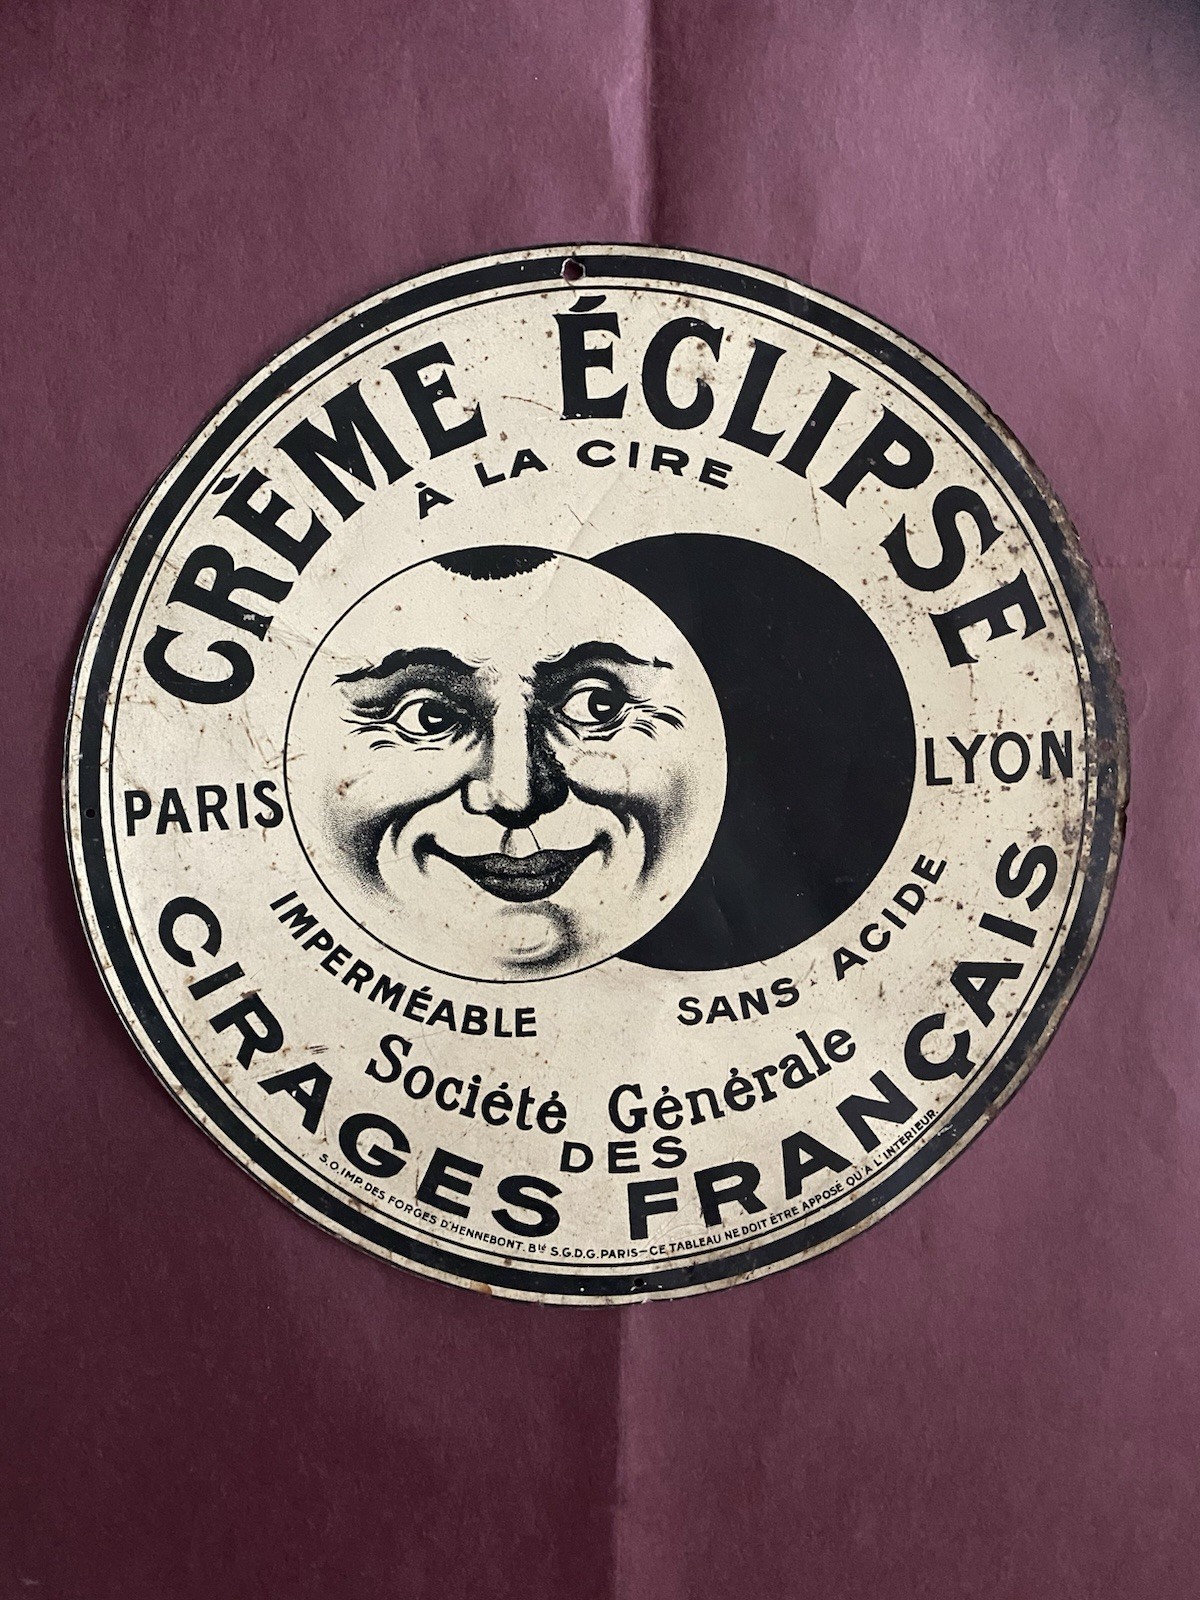 CRÈME ÉCLIPSE
À LA CIRE
PARIS
LYON
IMPERMÉABLE
SANS ACIDE
Société Générale
DES
CIRAGES FRANÇAIS
S.O.IMP.DES FORGES D'HENNEBONT. Bté S.G.D.G. PARIS—CE TABLEAU NE DOIT ÊTRE APPOSÉ QU'A L'INTÉRIEUR.